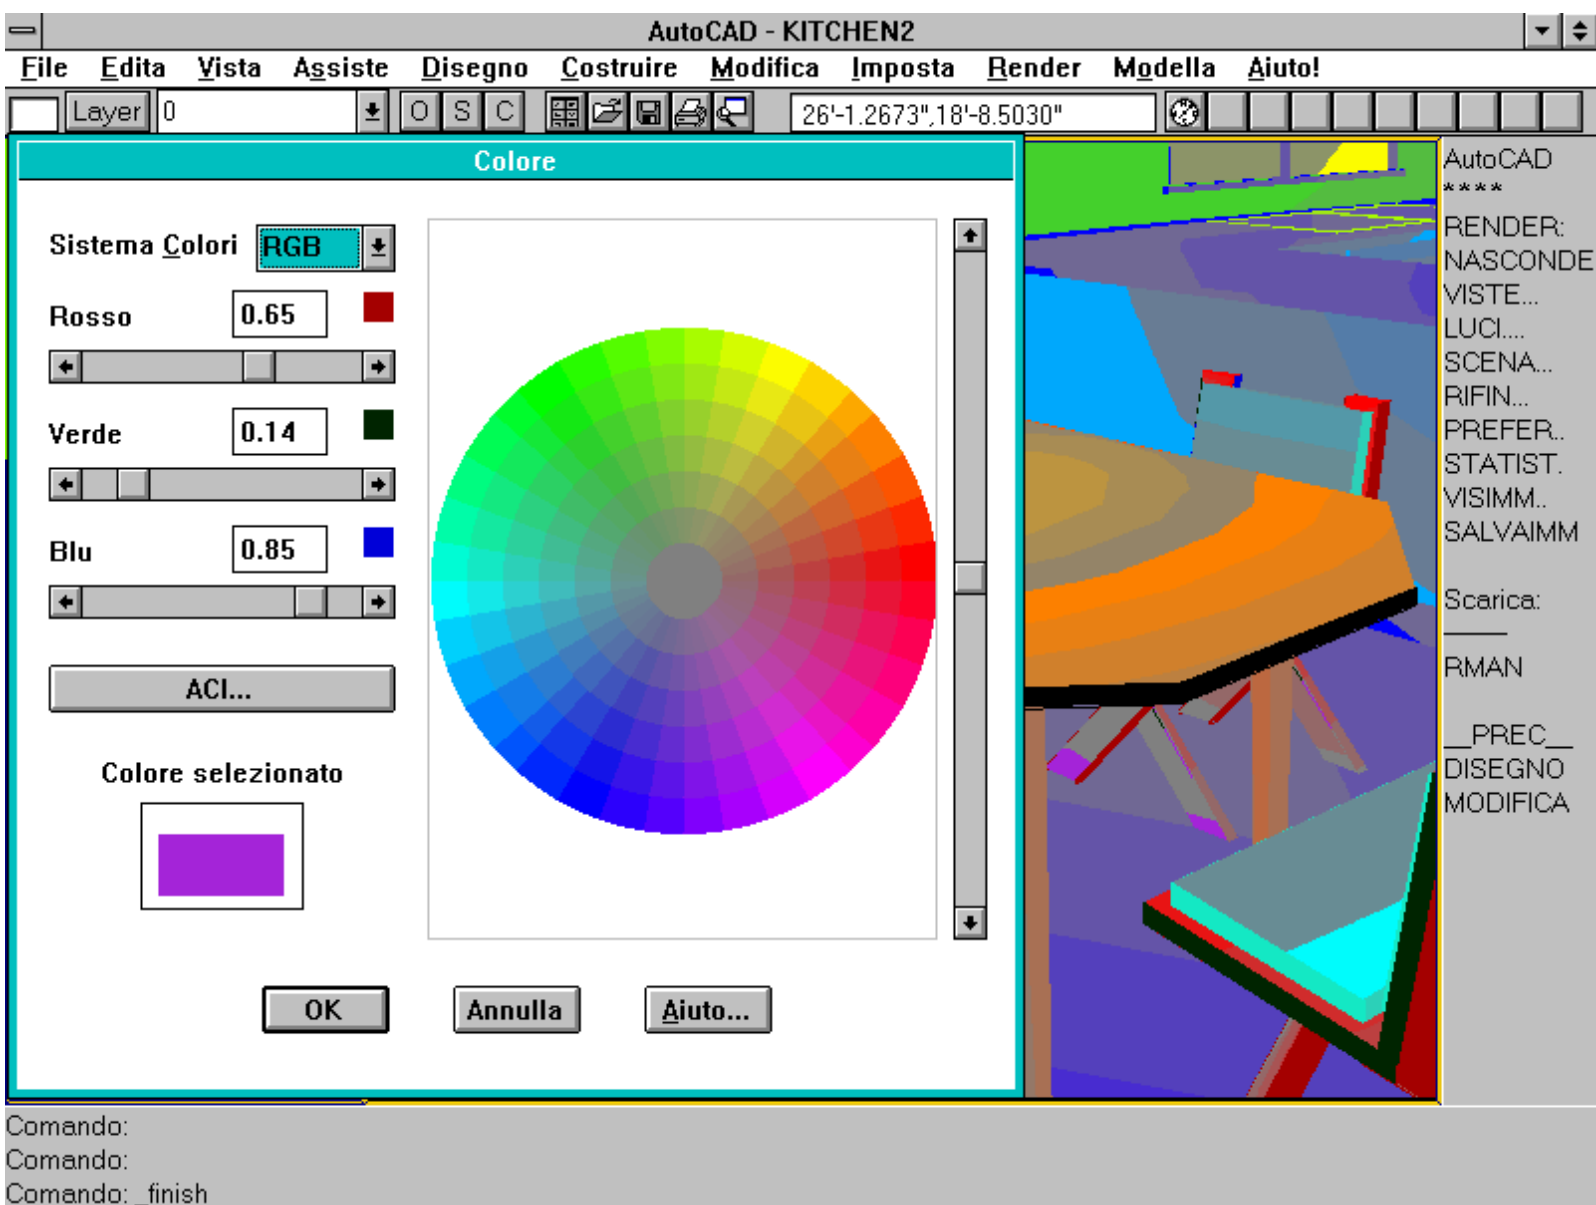 AutoCAD - KITCHEN2
File Edita Vista Assiste Disegno Costruire Modifica Imposta Render Modella Aiuto!
Layer 0 O S C 26'-1.2673",18'-8.5030"
Colore
Sistema Colori RGB
Rosso 0.65
Verde 0.14
Blu 0.85
ACI...
Colore selezionato
OK Annulla Aiuto...
AutoCAD
* * * *
RENDER:
NASCONDE
VISTE...
LUCI....
SCENA...
RIFIN...
PREFER..
STATIST.
VISIMM..
SALVAIMM
Scarica:
RMAN
__PREC__
DISEGNO
MODIFICA
Comando:
Comando:
Comando: _finish